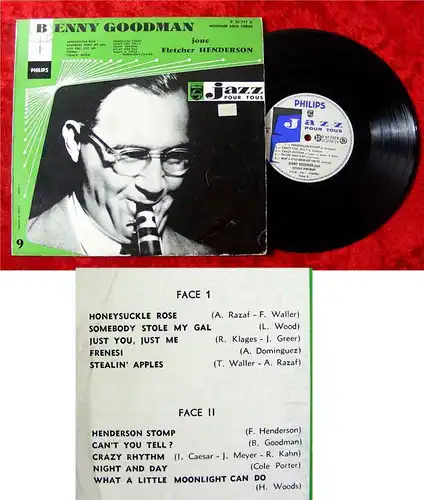 BENNY GOODMAN
joue
Fletcher HENDERSON
PHILIPS
jazz
POUR TOUS
9
PHILIPS
Jazz
POUR TOUS
FACE 1
HONEYSUCKLE ROSE (A. Razaf - F. Waller)
SOMEBODY STOLE MY GAL (L. Wood)
JUST YOU, JUST ME (R. Klages - J. Greer)
FRENESI (A. Dominguez)
STEALIN' APPLES (T. Waller - A. Razaf)
FACE II
HENDERSON STOMP (F. Henderson)
CAN'T YOU TELL ? (B. Goodman)
CRAZY RHYTHM (I. Caesar - J. Meyer - R. Kahn)
NIGHT AND DAY (Cole Porter)
WHAT A LITTLE MOONLIGHT CAN DO
(H. Woods)